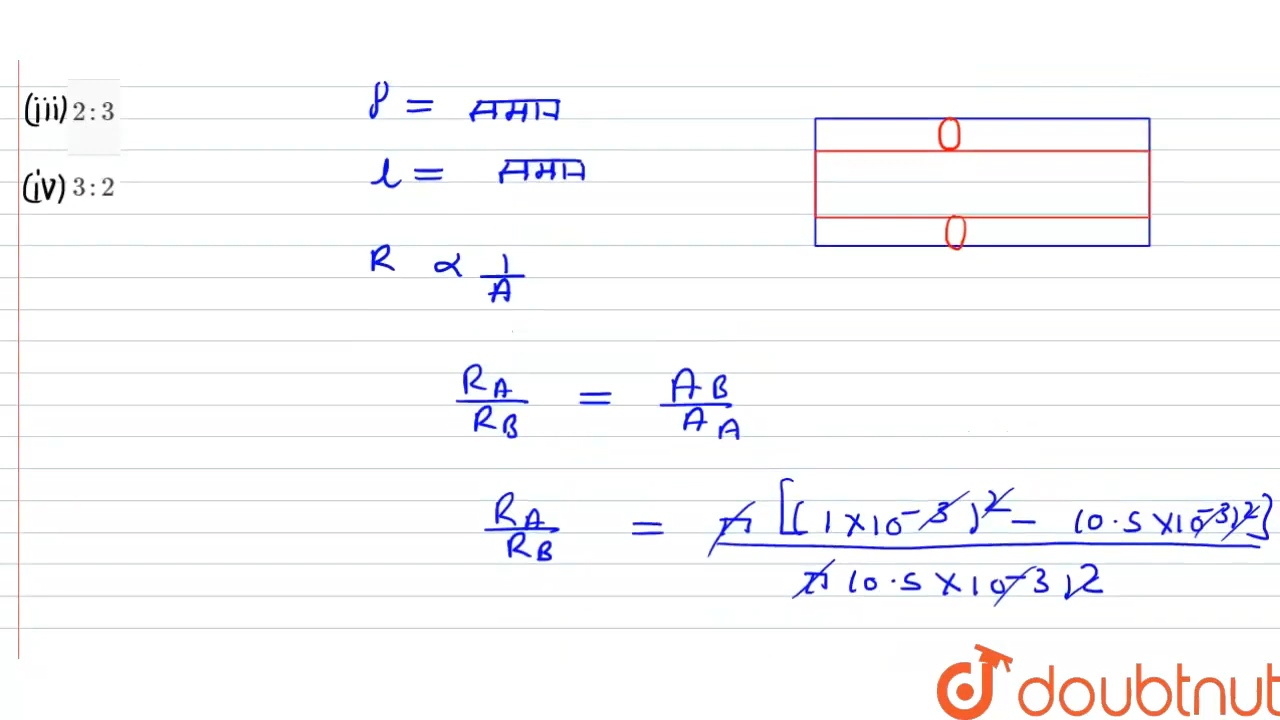 (iii) 2 : 3
ρ = समान
l = समान
(iv) 3 : 2
R ∝ 1/A
R_A/R_B = A_B/A_A
R_A/R_B = π[(1×10^-3)^2 - (0.5×10^-3)^2]/π(0.5×10^-3)^2
0
0
doubtnut